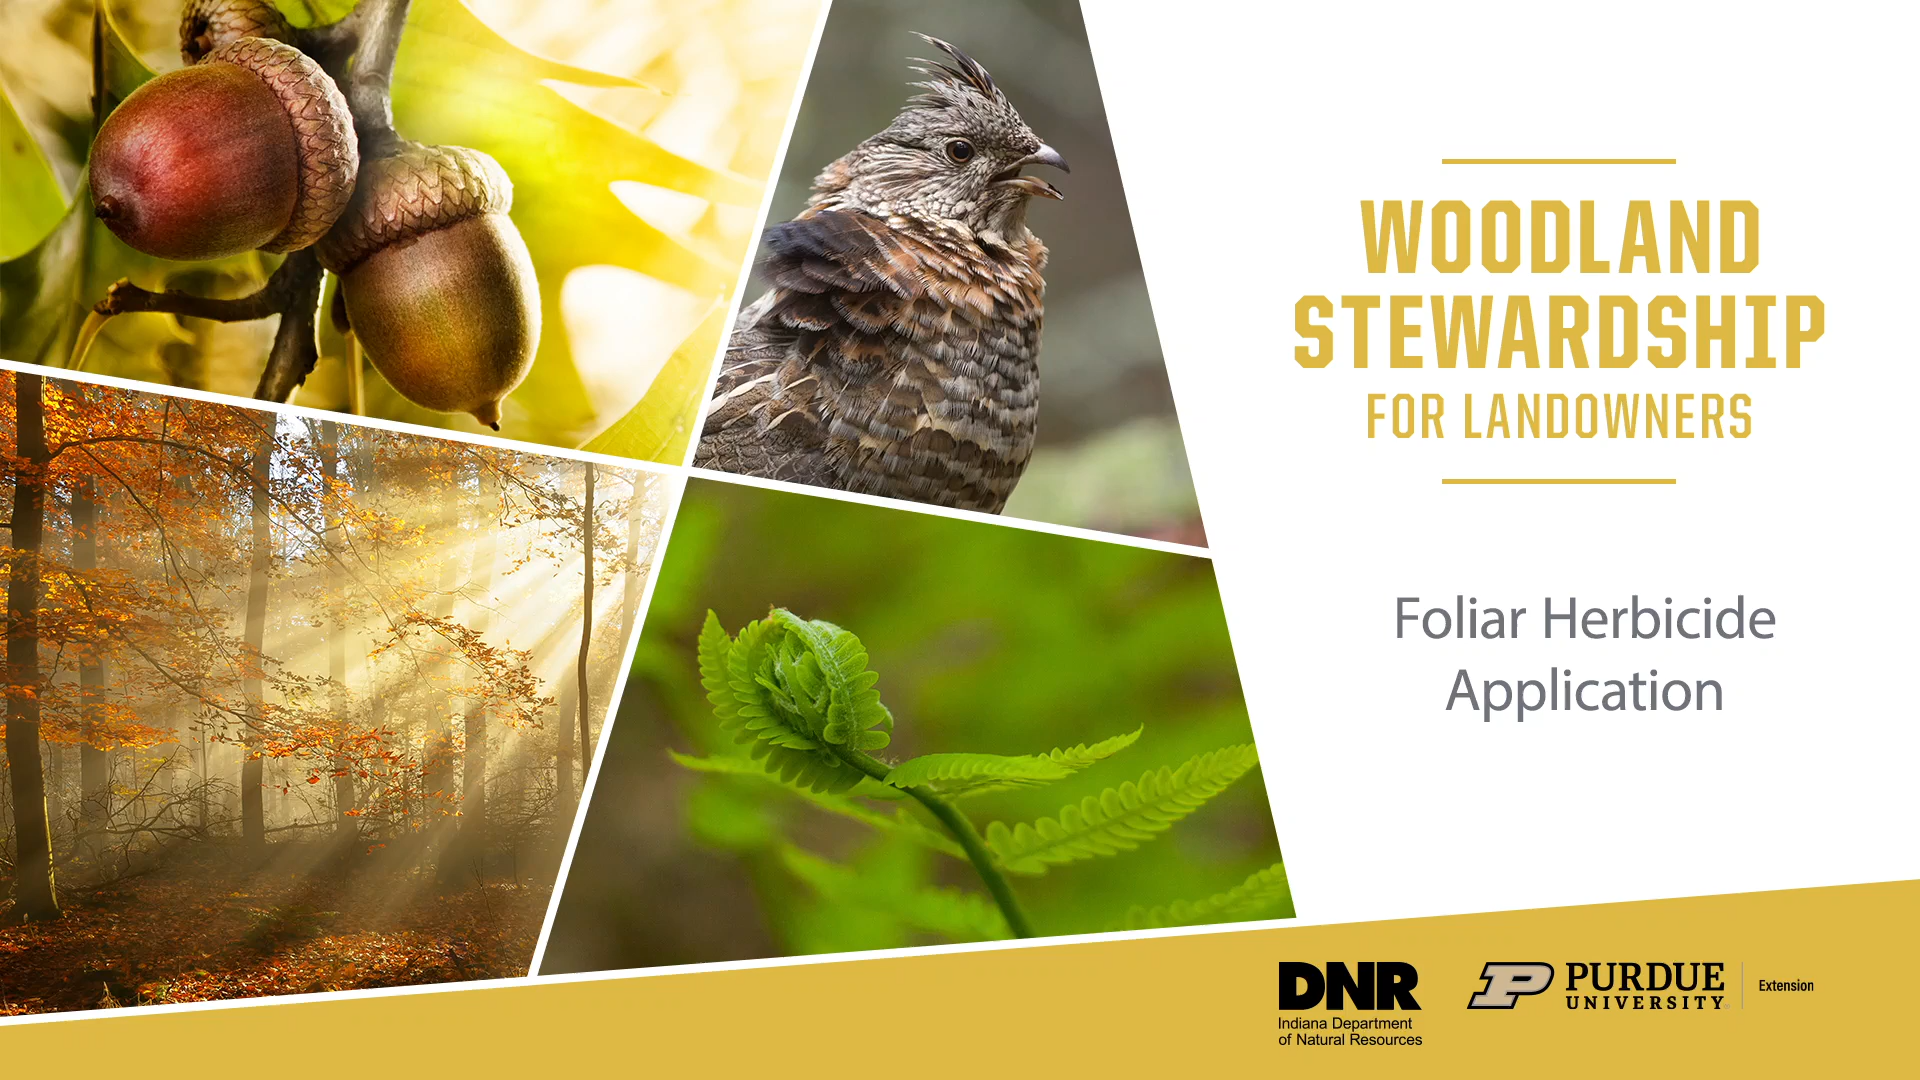 WOODLAND
STEWARDSHIP
FOR LANDOWNERS
Foliar Herbicide
Application
DNR
Indiana Department
of Natural Resources
P PURDUE
UNIVERSITY
Extension